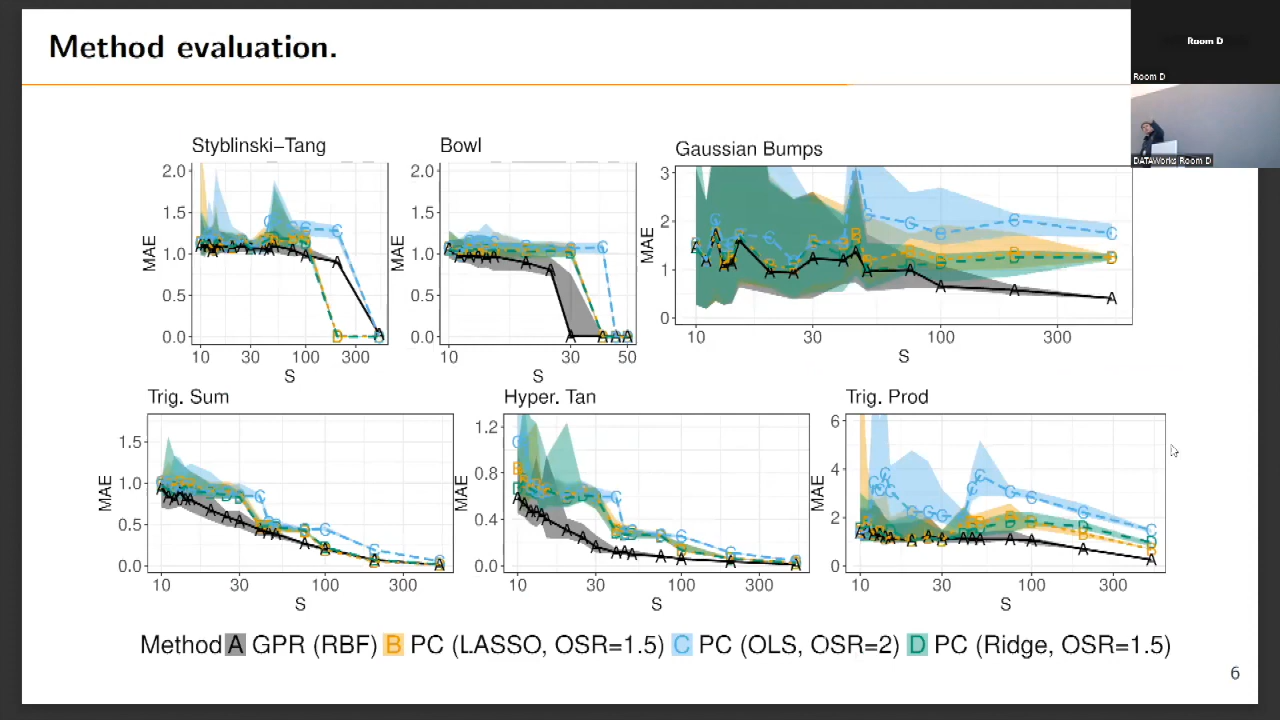 Method evaluation.
Room D
Room D
DATAWorks Room D
Styblinski–Tang
2.0
1.5
1.0
0.5
0.0
MAE
10 30 100 300
S
Bowl
2.0
1.5
1.0
0.5
0.0
MAE
10 30 50
S
Gaussian Bumps
3
2
1
0
MAE
10 30 100 300
S
Trig. Sum
1.5
1.0
0.5
0.0
MAE
10 30 100 300
S
Hyper. Tan
1.2
0.8
0.4
0.0
MAE
10 30 100 300
S
Trig. Prod
6
4
2
0
MAE
10 30 100 300
S
Method A GPR (RBF) B PC (LASSO, OSR=1.5) C PC (OLS, OSR=2) D PC (Ridge, OSR=1.5)
6